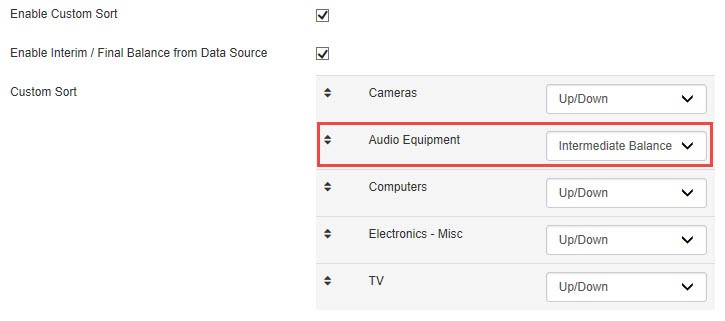 Enable Custom Sort
Enable Interim / Final Balance from Data Source
Custom Sort
Cameras Up/Down
Audio Equipment Intermediate Balance
Computers Up/Down
Electronics - Misc Up/Down
TV Up/Down